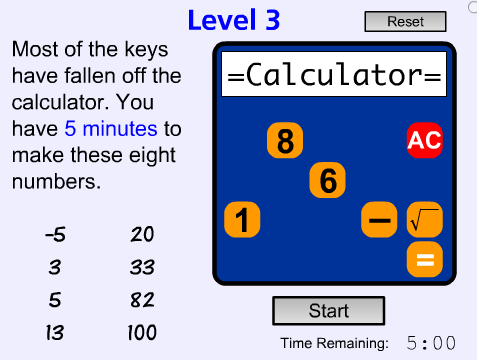 Level 3
Reset
Most of the keys
have fallen off the
calculator. You
have 5 minutes to
make these eight
numbers.
=Calculator=
8
AC
6
1
−
√
=
-5 20
3 33
5 82
13 100
Start
Time Remaining: 5:00